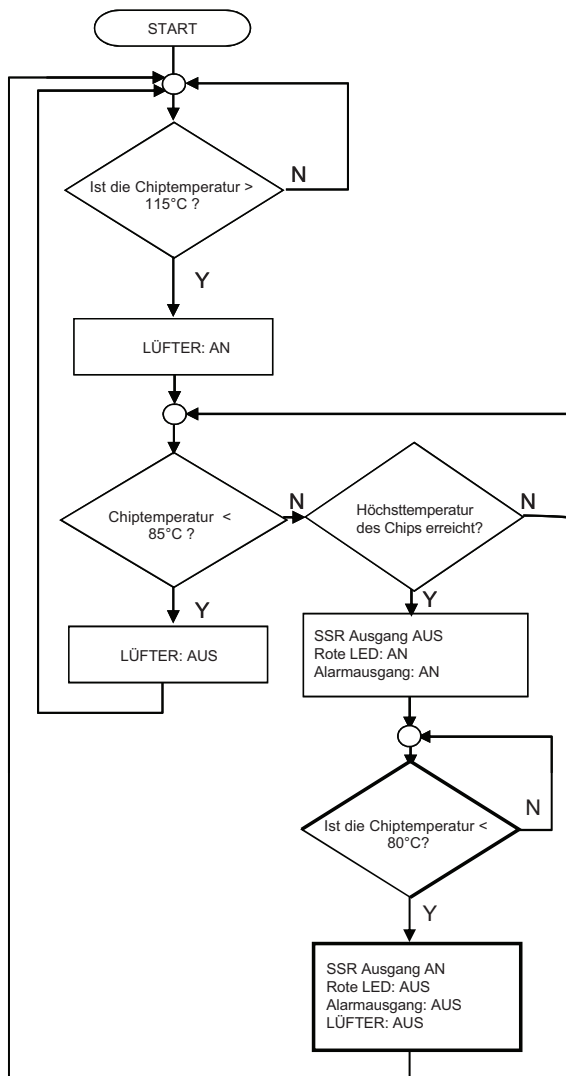 START
Ist die Chiptemperatur >
115°C ?
N
Y
LÜFTER: AN
Chiptemperatur <
85°C ?
N
Höchsttemperatur
des Chips erreicht?
N
Y
Y
LÜFTER: AUS
SSR Ausgang AUS
Rote LED: AN
Alarmausgang: AN
Ist die Chiptemperatur <
80°C?
N
Y
SSR Ausgang AN
Rote LED: AUS
Alarmausgang: AUS
LÜFTER: AUS